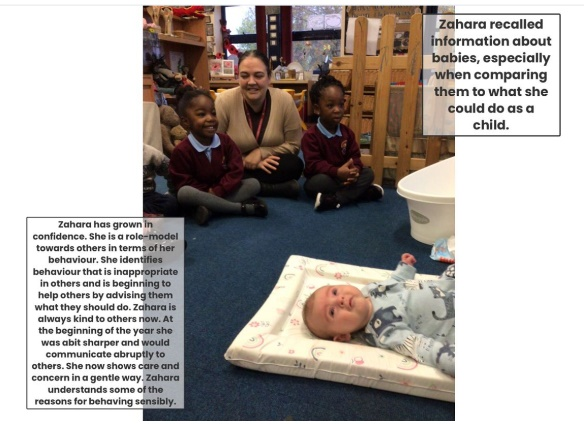 Zahara recalled
information about
babies, especially
when comparing
them to what she
could do as a
child.
Zahara has grown in
confidence. She is a role-model
towards others in terms of her
behaviour. She identifies
behaviour that is inappropriate
in others and is beginning to
help others by advising them
what they should do. Zahara is
always kind to others now. At
the beginning of the year she
was abit sharper and would
communicate abruptly to
others. She now shows care and
concern in a gentle way. Zahara
understands some of the
reasons for behaving sensibly.